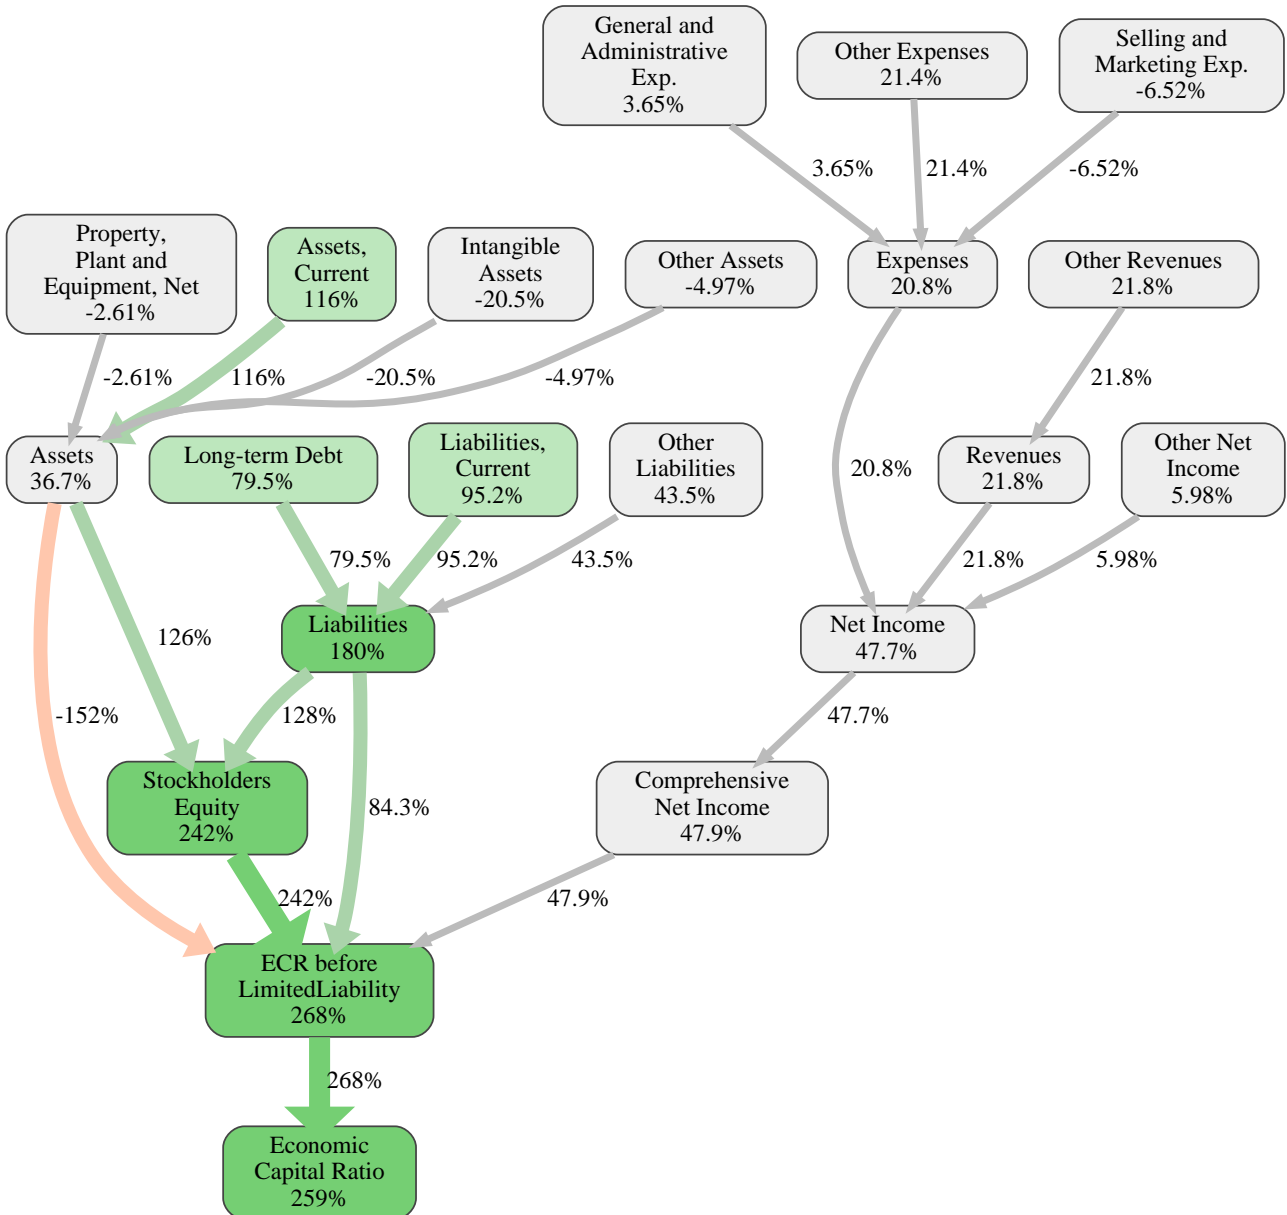 General and
Administrative
Exp.
3.65%
Other Expenses
21.4%
Selling and
Marketing Exp.
-6.52%
3.65%
21.4%
-6.52%
Property,
Plant and
Equipment, Net
-2.61%
Assets,
Current
116%
Intangible
Assets
-20.5%
Other Assets
-4.97%
Expenses
20.8%
Other Revenues
21.8%
-2.61%
116%
-20.5%
-4.97%
21.8%
Assets
36.7%
Long-term Debt
79.5%
Liabilities,
Current
95.2%
Other
Liabilities
43.5%
20.8%
Revenues
21.8%
Other Net
Income
5.98%
79.5%
95.2%
43.5%
21.8%
5.98%
126%
Liabilities
180%
Net Income
47.7%
-152%
128%
47.7%
Stockholders
Equity
242%
84.3%
Comprehensive
Net Income
47.9%
242%
47.9%
ECR before
LimitedLiability
268%
268%
Economic
Capital Ratio
259%